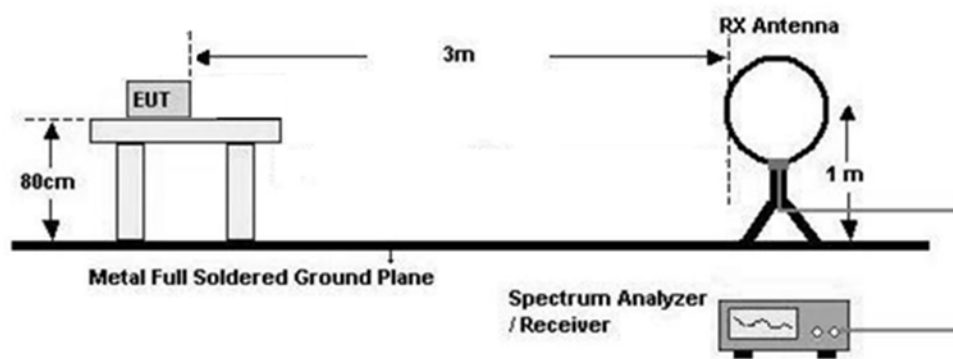 RX Antenna
3m
EUT
80cm
1 m
Metal Full Soldered Ground Plane
Spectrum Analyzer
/ Receiver